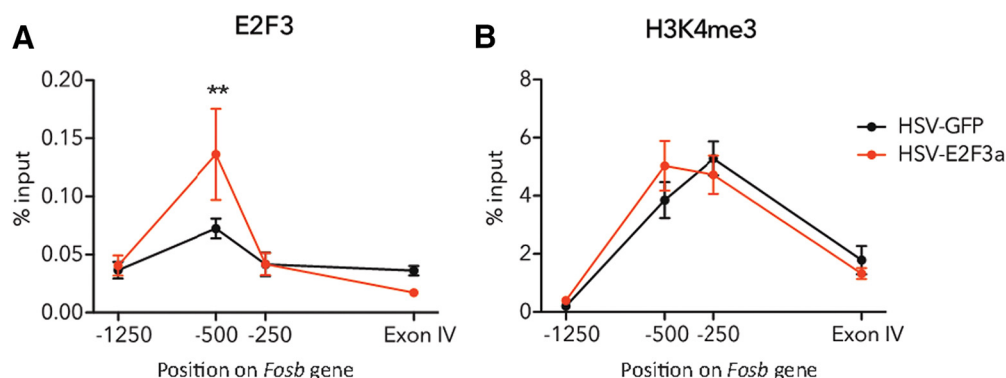 A
E2F3
% input
0.20
0.15
0.10
0.05
0.00
**
-1250
-500
-250
Exon IV
Position on Fosb gene
B
H3K4me3
% input
8
6
4
2
0
-1250
-500
-250
Exon IV
Position on Fosb gene
HSV-GFP
HSV-E2F3a